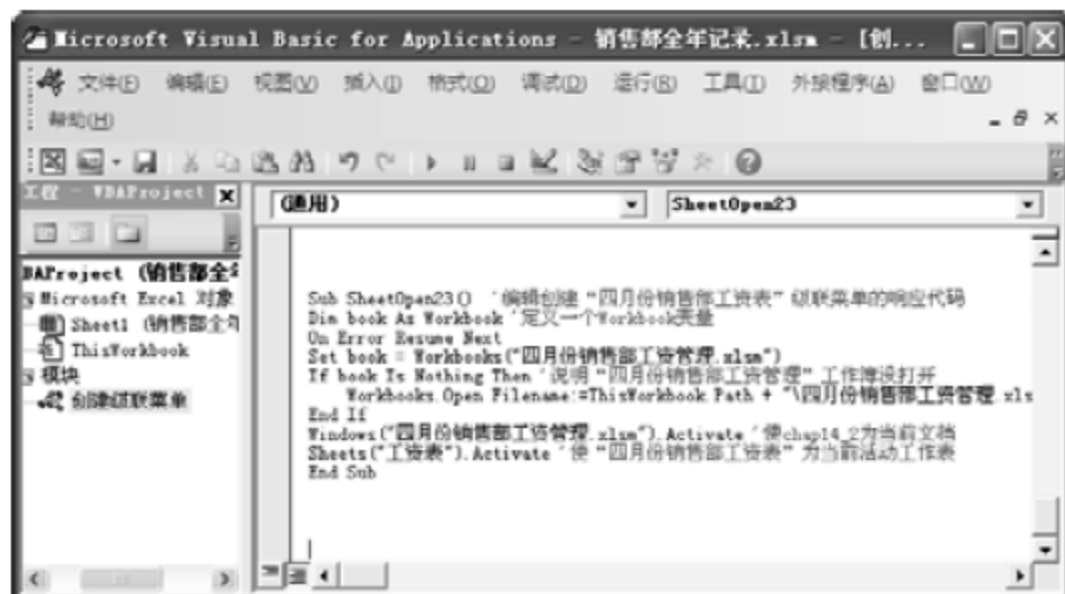 Microsoft Visual Basic for Applications - 销售部全年记录.xlsm - [创...
文件(F) 编辑(E) 视图(V) 插入(I) 格式(O) 调试(D) 运行(R) 工具(T) 外接程序(A) 窗口(W)
帮助(H)
工程 - VBAProject
(通用)
SheetOpen23
BAProject (销售部全年
Microsoft Excel 对象
Sheet1 (销售部全年
ThisWorkbook
模块
创建级联菜单
Sub SheetOpen23() '编辑创建“四月份销售部工资表”级联菜单的响应代码
Dim book As Workbook '定义一个Workbook变量
On Error Resume Next
Set book = Workbooks("四月份销售部工资管理.xlsm")
If book Is Nothing Then '说明“四月份销售部工资管理”工作簿没打开
Workbooks.Open Filename:=ThisWorkbook.Path + "\四月份销售部工资管理.xls
End If
Windows("四月份销售部工资管理.xlsm").Activate '使chap14_2为当前文档
Sheets("工资表").Activate '使“四月份销售部工资表”为当前活动工作表
End Sub